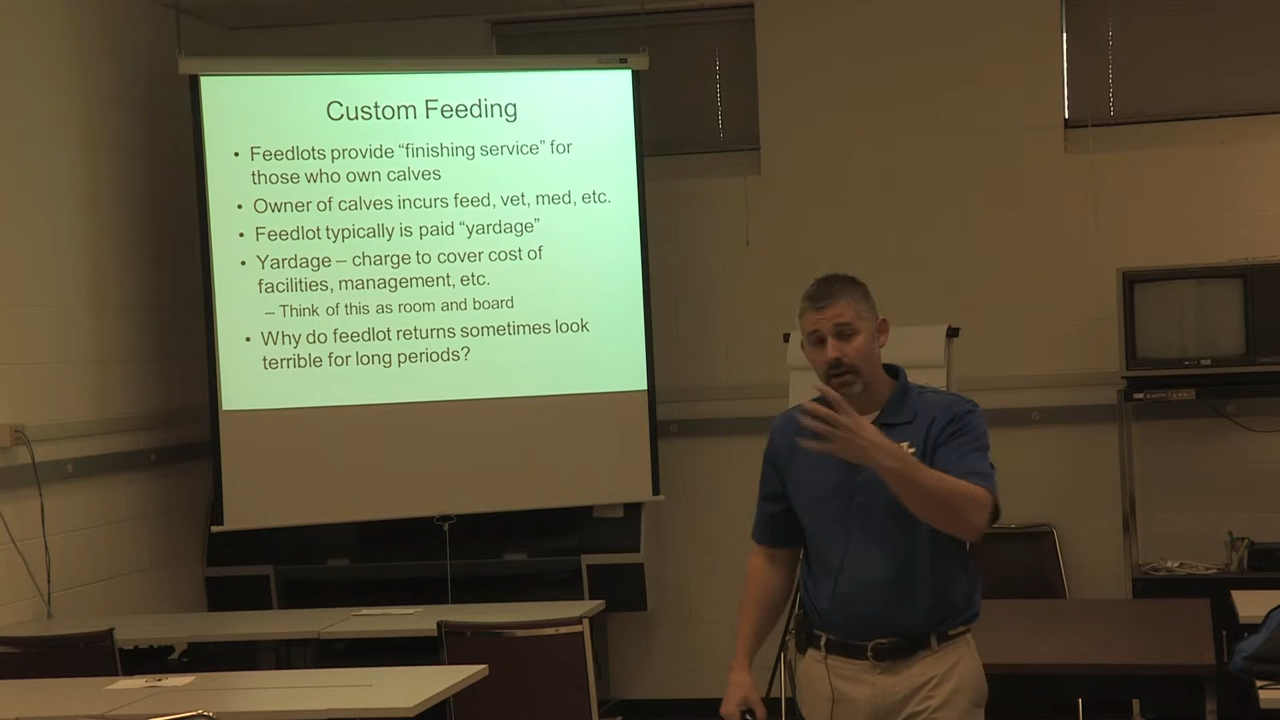 Custom Feeding
• Feedlots provide “finishing service” for
those who own calves
• Owner of calves incurs feed, vet, med, etc.
• Feedlot typically is paid “yardage”
• Yardage – charge to cover cost of
facilities, management, etc.
– Think of this as room and board
• Why do feedlot returns sometimes look
terrible for long periods?